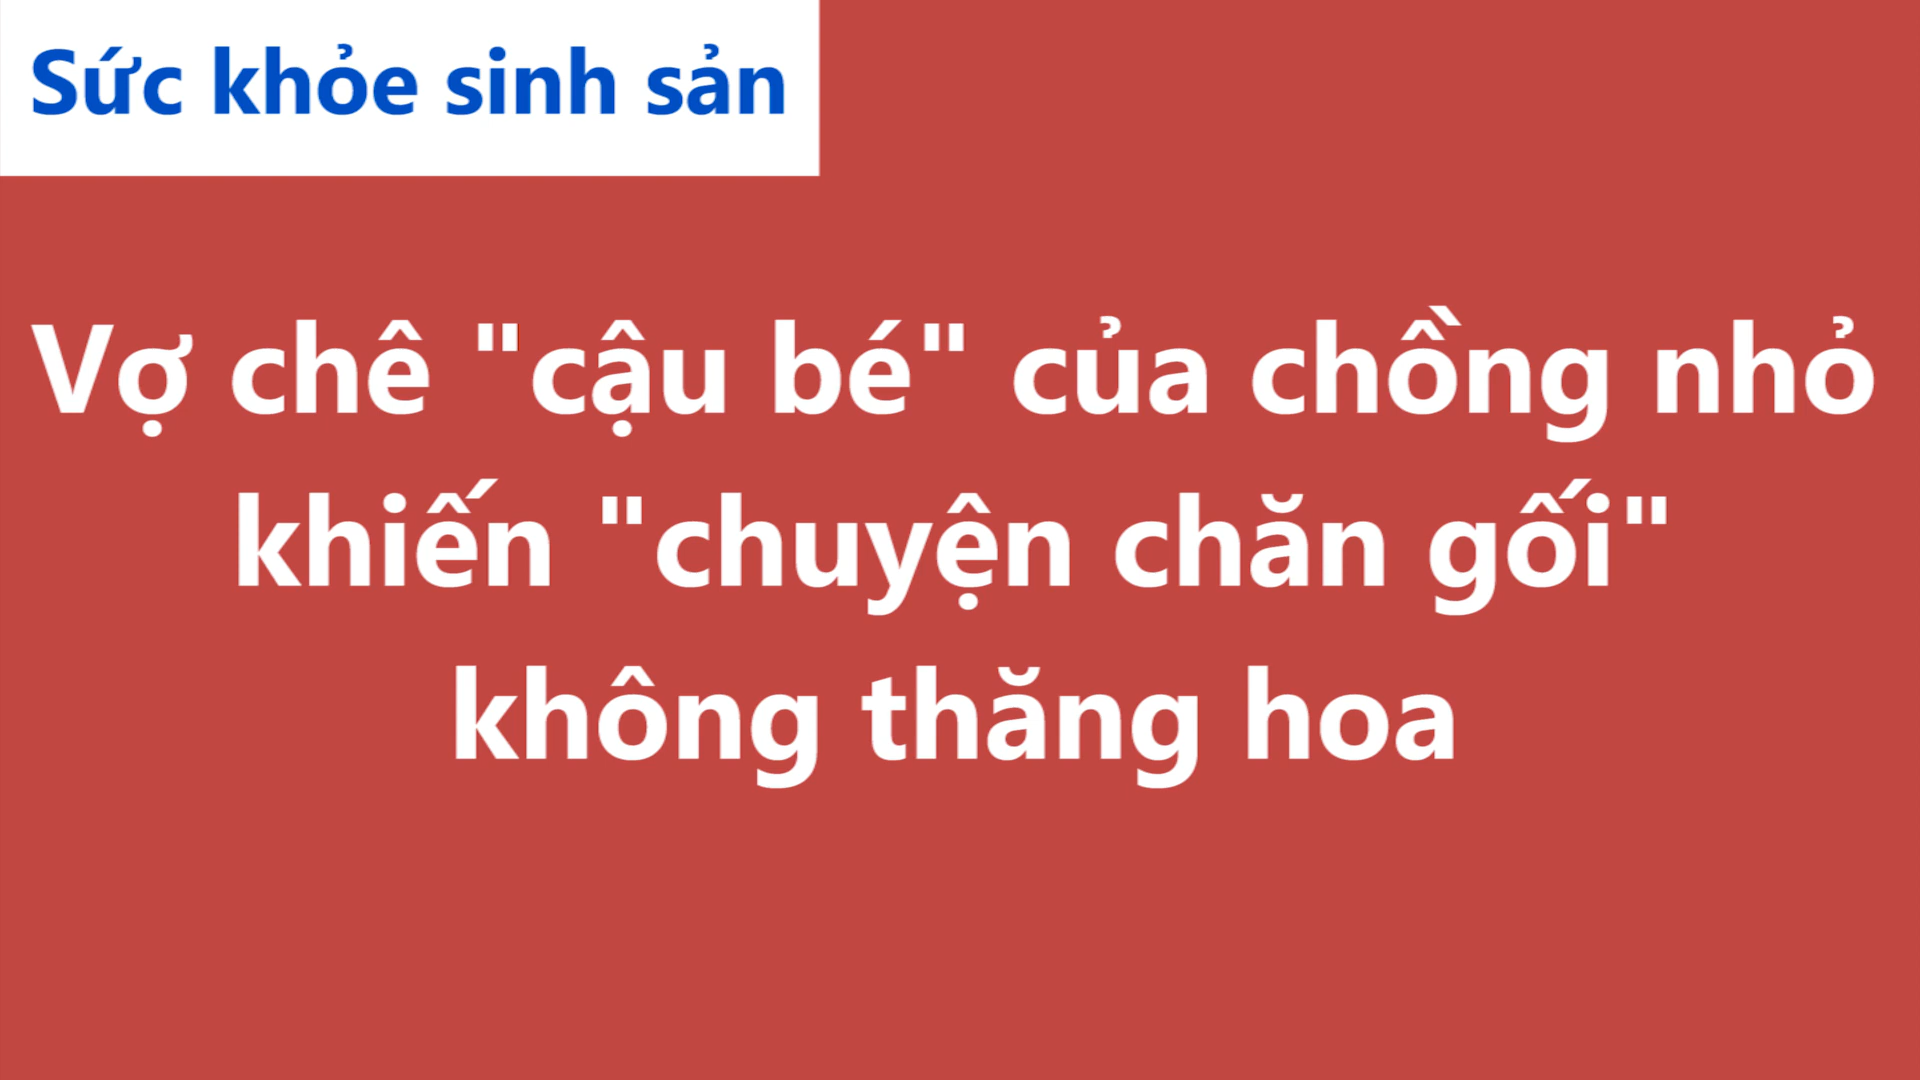 Sức khỏe sinh sản
Vợ chê "cậu bé" của chồng nhỏ
khiến "chuyện chăn gối"
không thăng hoa